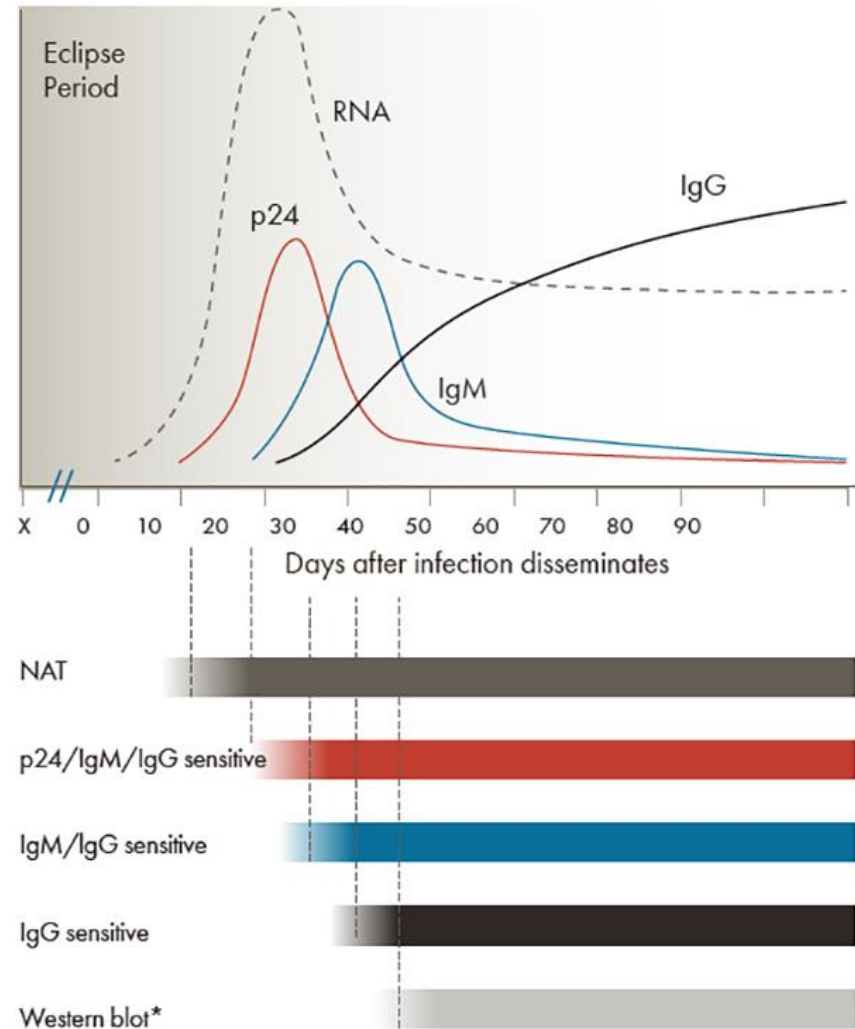 Eclipse
Period
RNA
p24
IgG
IgM
X 0 10 20 30 40 50 60 70 80 90
Days after infection disseminates
NAT
p24/IgM/IgG sensitive
IgM/IgG sensitive
IgG sensitive
Western blot*